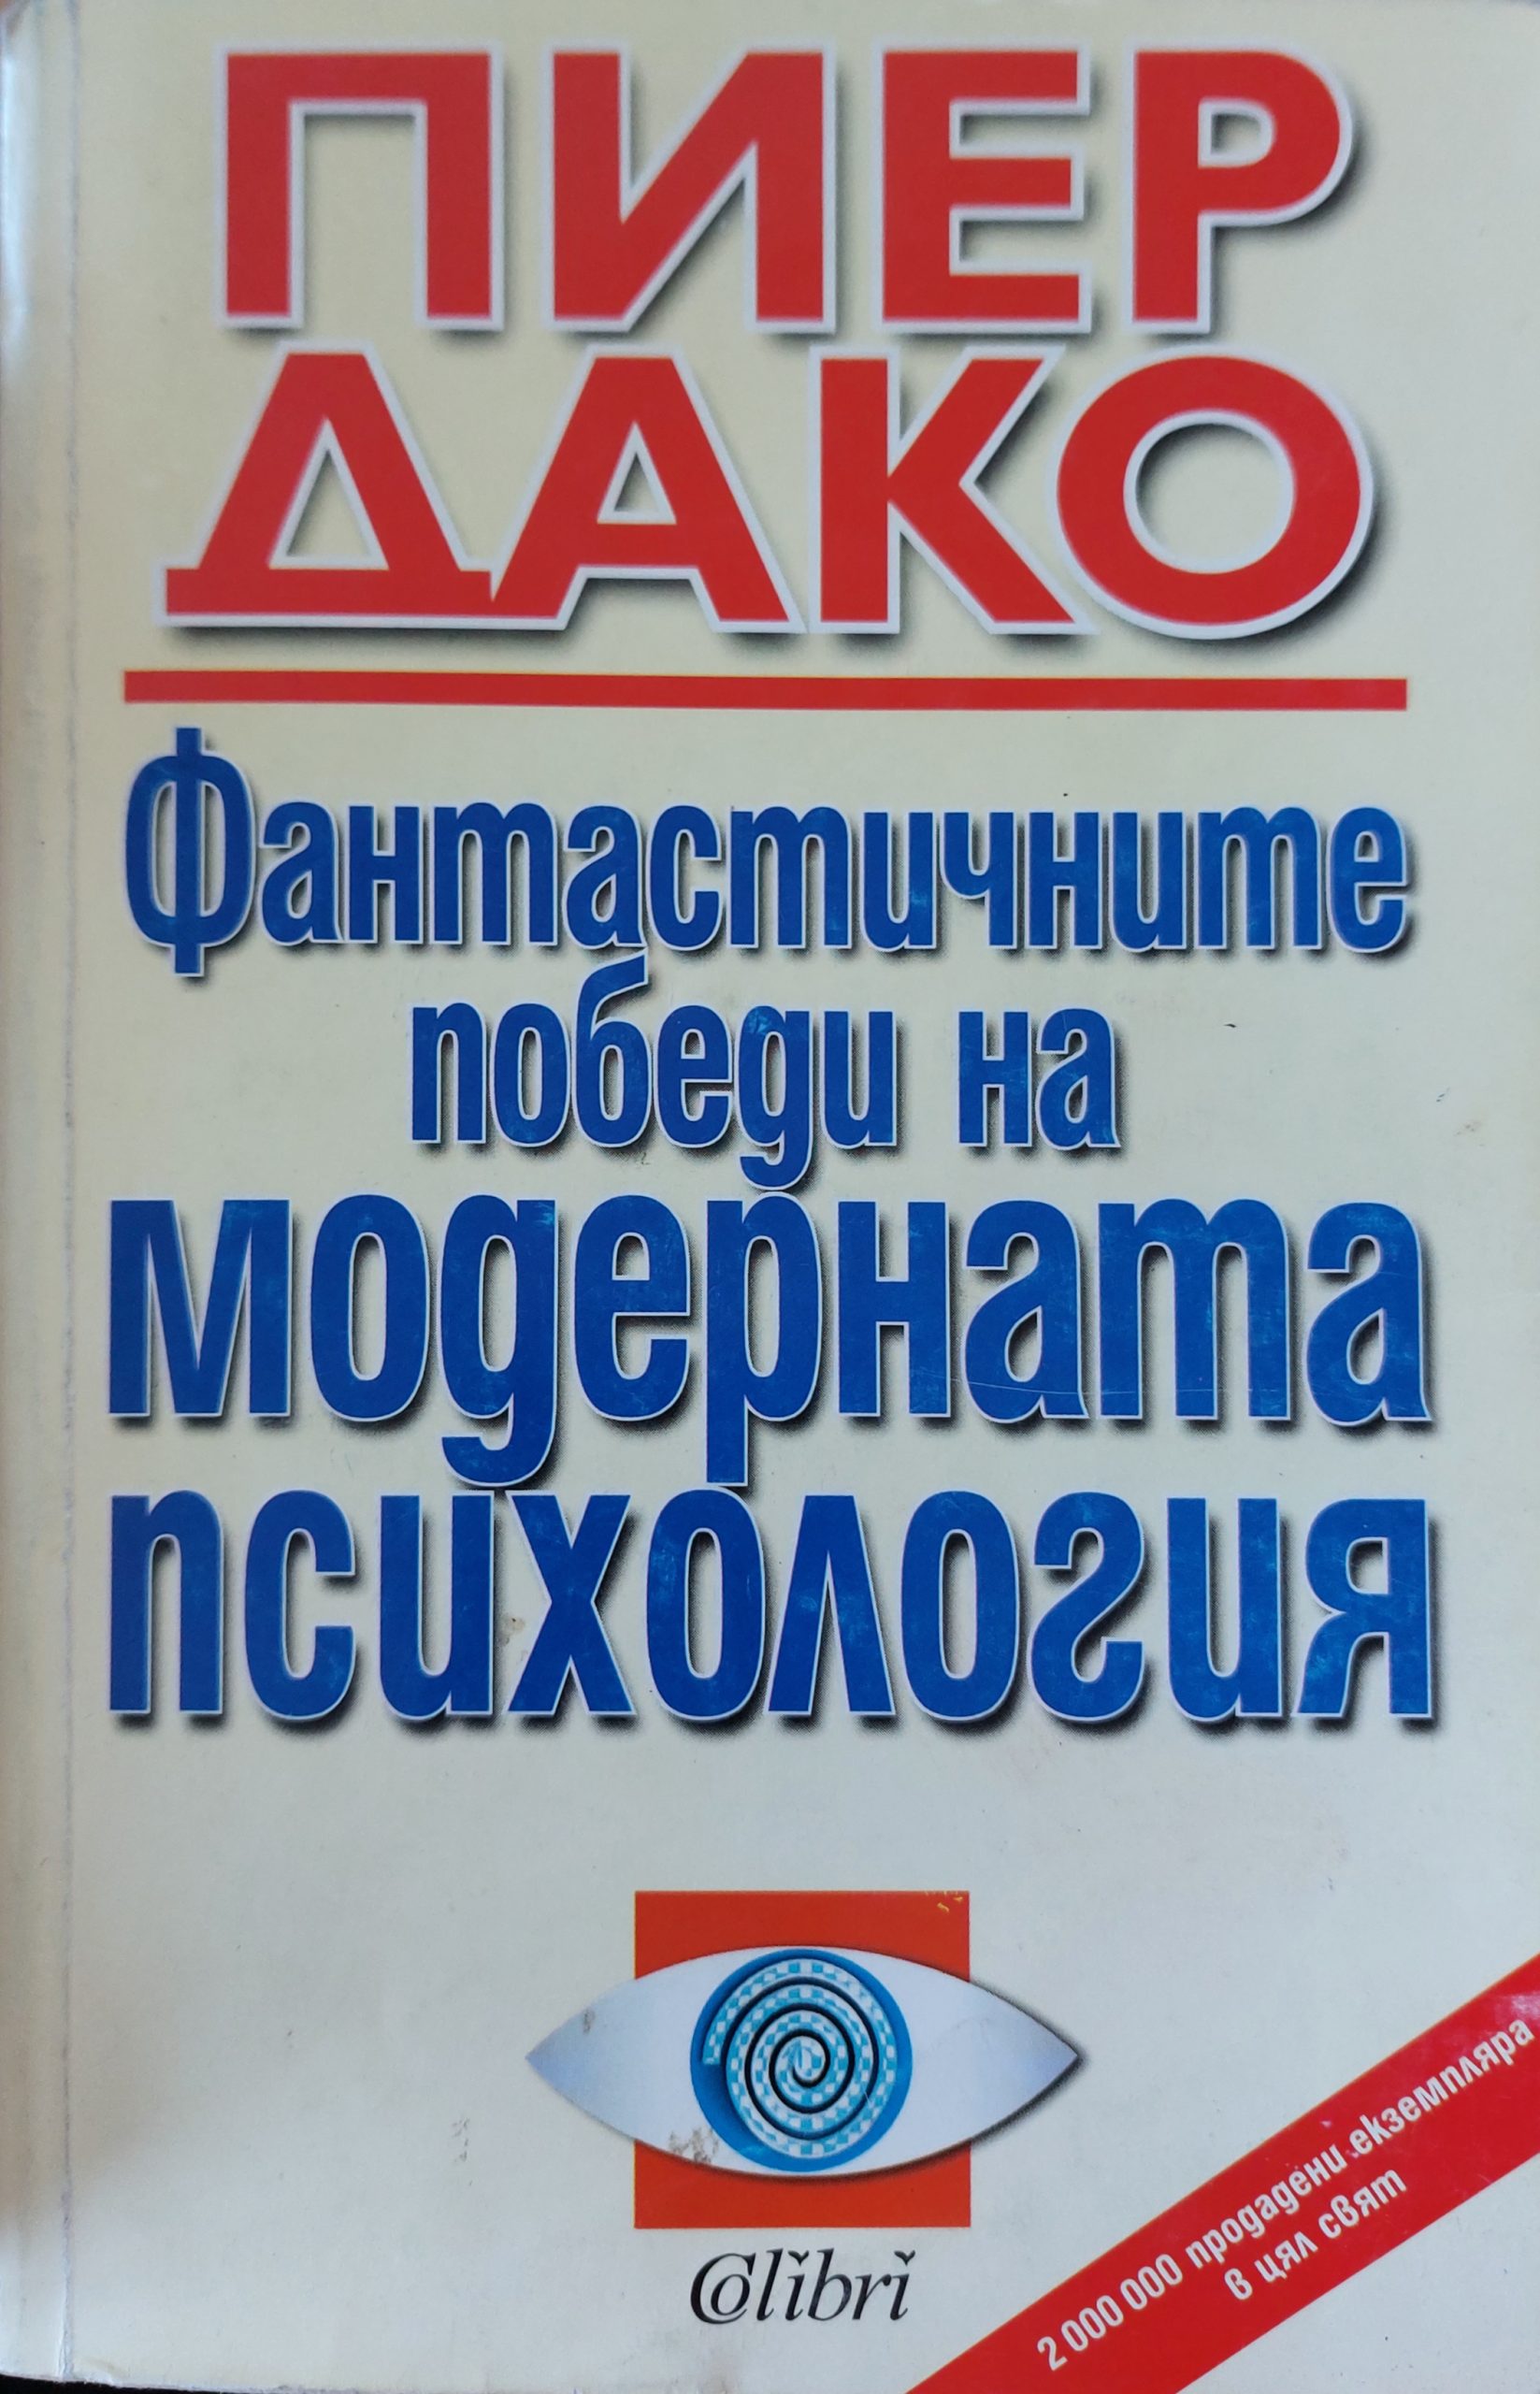 ПИЕР
ДАКО
Фантастичните
победи на
модерната
психология
Colibri
2 000 000 продадени екземпляра
в цял свят